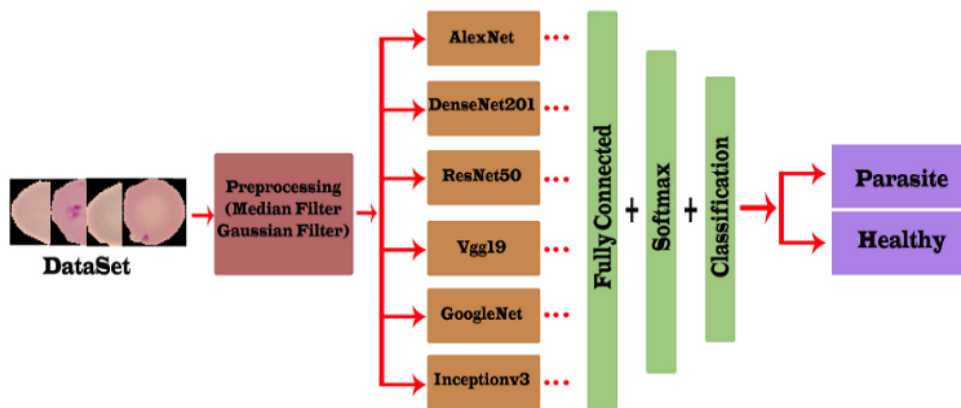 DataSet
Preprocessing
(Median Filter
Gaussian Filter)
AlexNet
DenseNet201
ResNet50
Vgg19
GoogleNet
Inceptionv3
Fully Connected
+
Softmax
+
Classification
Parasite
Healthy